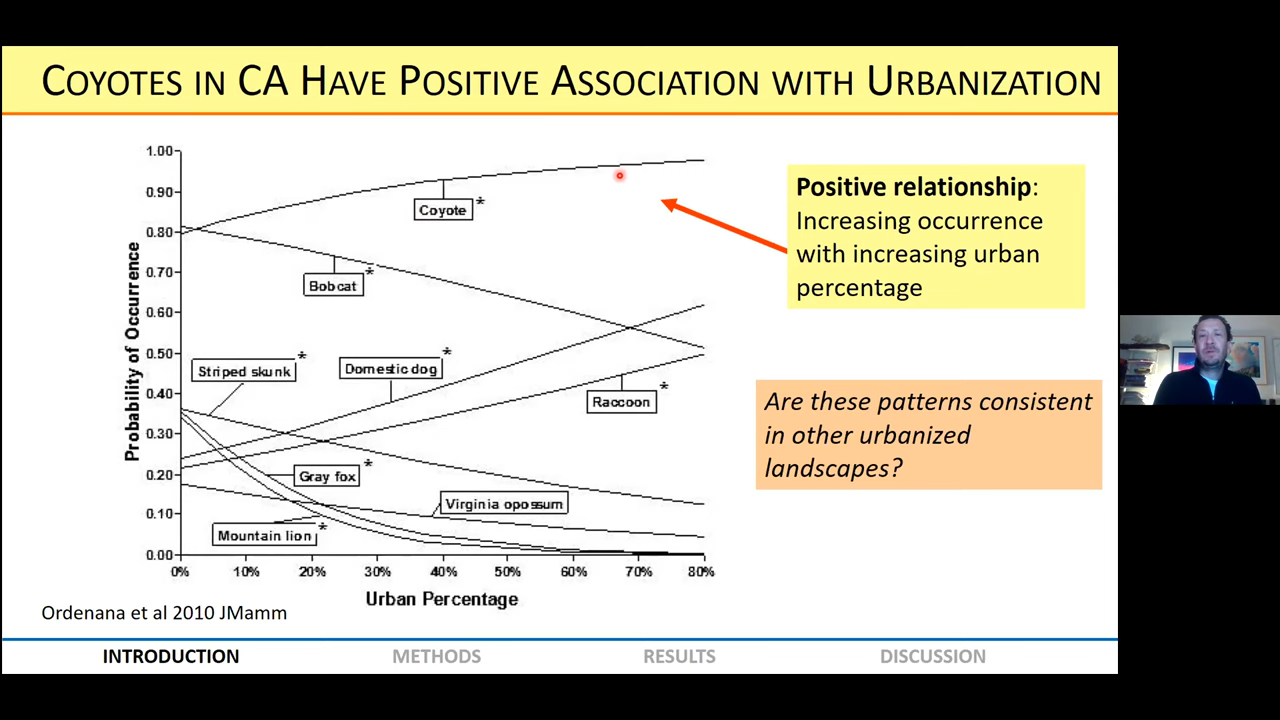 COYOTES IN CA HAVE POSITIVE ASSOCIATION WITH URBANIZATION
1.00
0.90
0.80
0.70
0.60
0.50
0.40
0.30
0.20
0.10
0.00
Probability of Occurrence
Coyote *
Bobcat *
Striped skunk *
Domestic dog *
Raccoon *
Gray fox *
Virginia opossum
Mountain lion *
0% 10% 20% 30% 40% 50% 60% 70% 80%
Urban Percentage
Positive relationship:
Increasing occurrence
with increasing urban
percentage
Are these patterns consistent
in other urbanized
landscapes?
Ordenana et al 2010 JMamm
INTRODUCTION METHODS RESULTS DISCUSSION